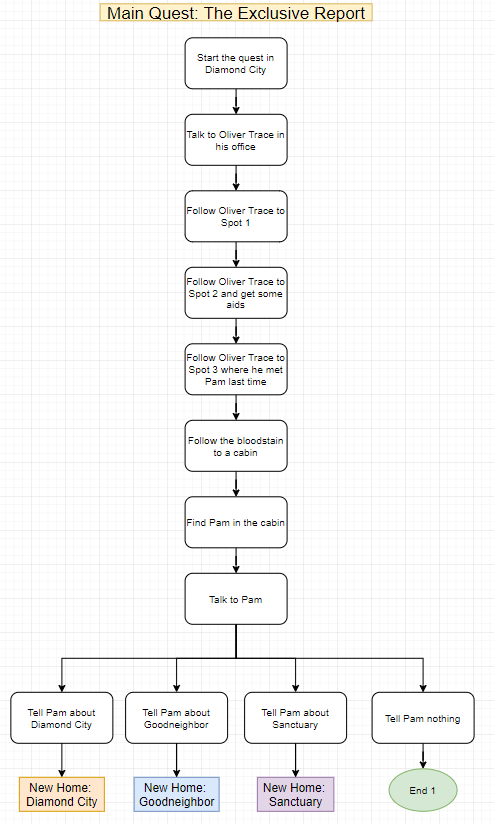 Main Quest: The Exclusive Report
Start the quest in
Diamond City
Talk to Oliver Trace in
his office
Follow Oliver Trace to
Spot 1
Follow Oliver Trace to
Spot 2 and get some
aids
Follow Oliver Trace to
Spot 3 where he met
Pam last time
Follow the bloodstain
to a cabin
Find Pam in the cabin
Talk to Pam
Tell Pam about
Diamond City
Tell Pam about
Goodneighbor
Tell Pam about
Sanctuary
Tell Pam nothing
New Home:
Diamond City
New Home:
Goodneighbor
New Home:
Sanctuary
End 1